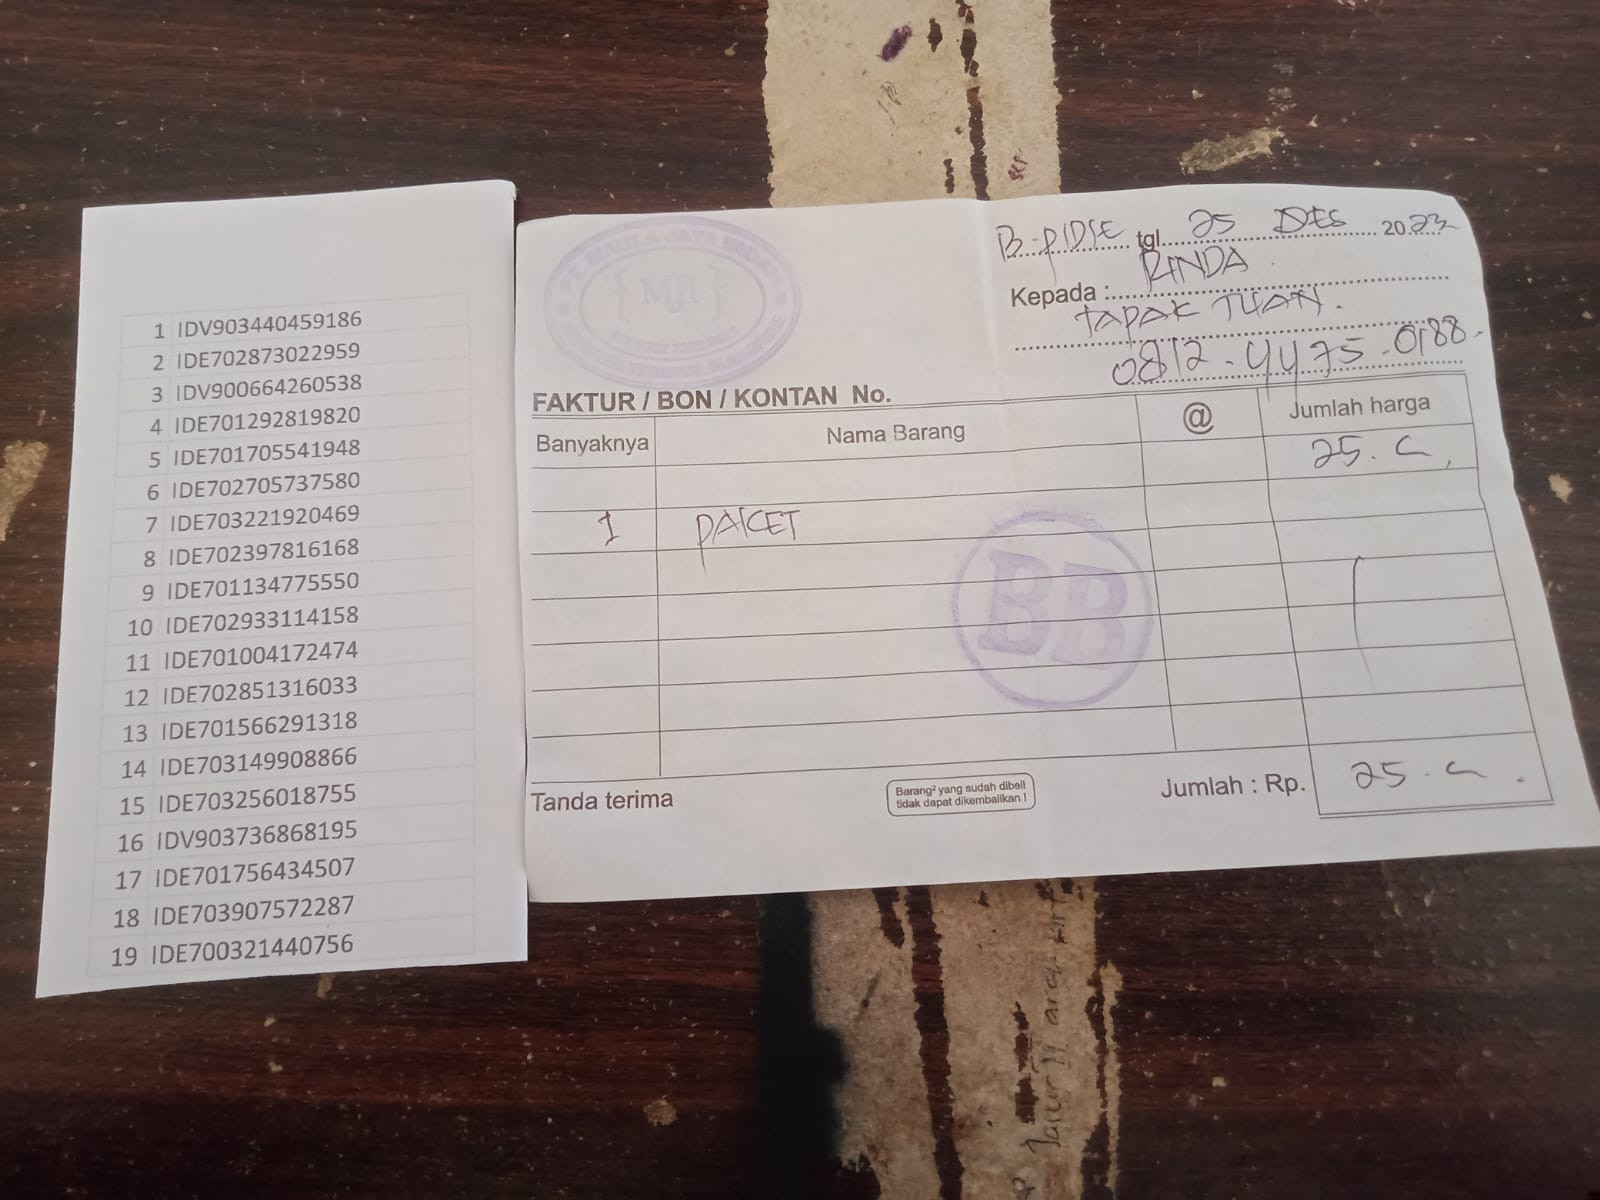 1 IDV903440459186
2 IDE702873022959
3 IDV900664260538
4 IDE701292819820
5 IDE701705541948
6 IDE702705737580
7 IDE703221920469
8 IDE702397816168
9 IDE701134775550
10 IDE702933114158
11 IDE701004172474
12 IDE702851316033
13 IDE701566291318
14 IDE703149908866
15 IDE703256018755
16 IDV903736868195
17 IDE701756434507
18 IDE703907572287
19 IDE700321440756
MJI
B-PIDIE tgl. 25 DES 2023
Kepada : RINDA
TAPAK TUAN.
0812-4475-0188.
FAKTUR / BON / KONTAN No.
Banyaknya Nama Barang @ Jumlah harga
25.
1 PAKET
BB
Tanda terima
Barang² yang sudah dibeli
tidak dapat dikembalikan !
Jumlah : Rp. 25.